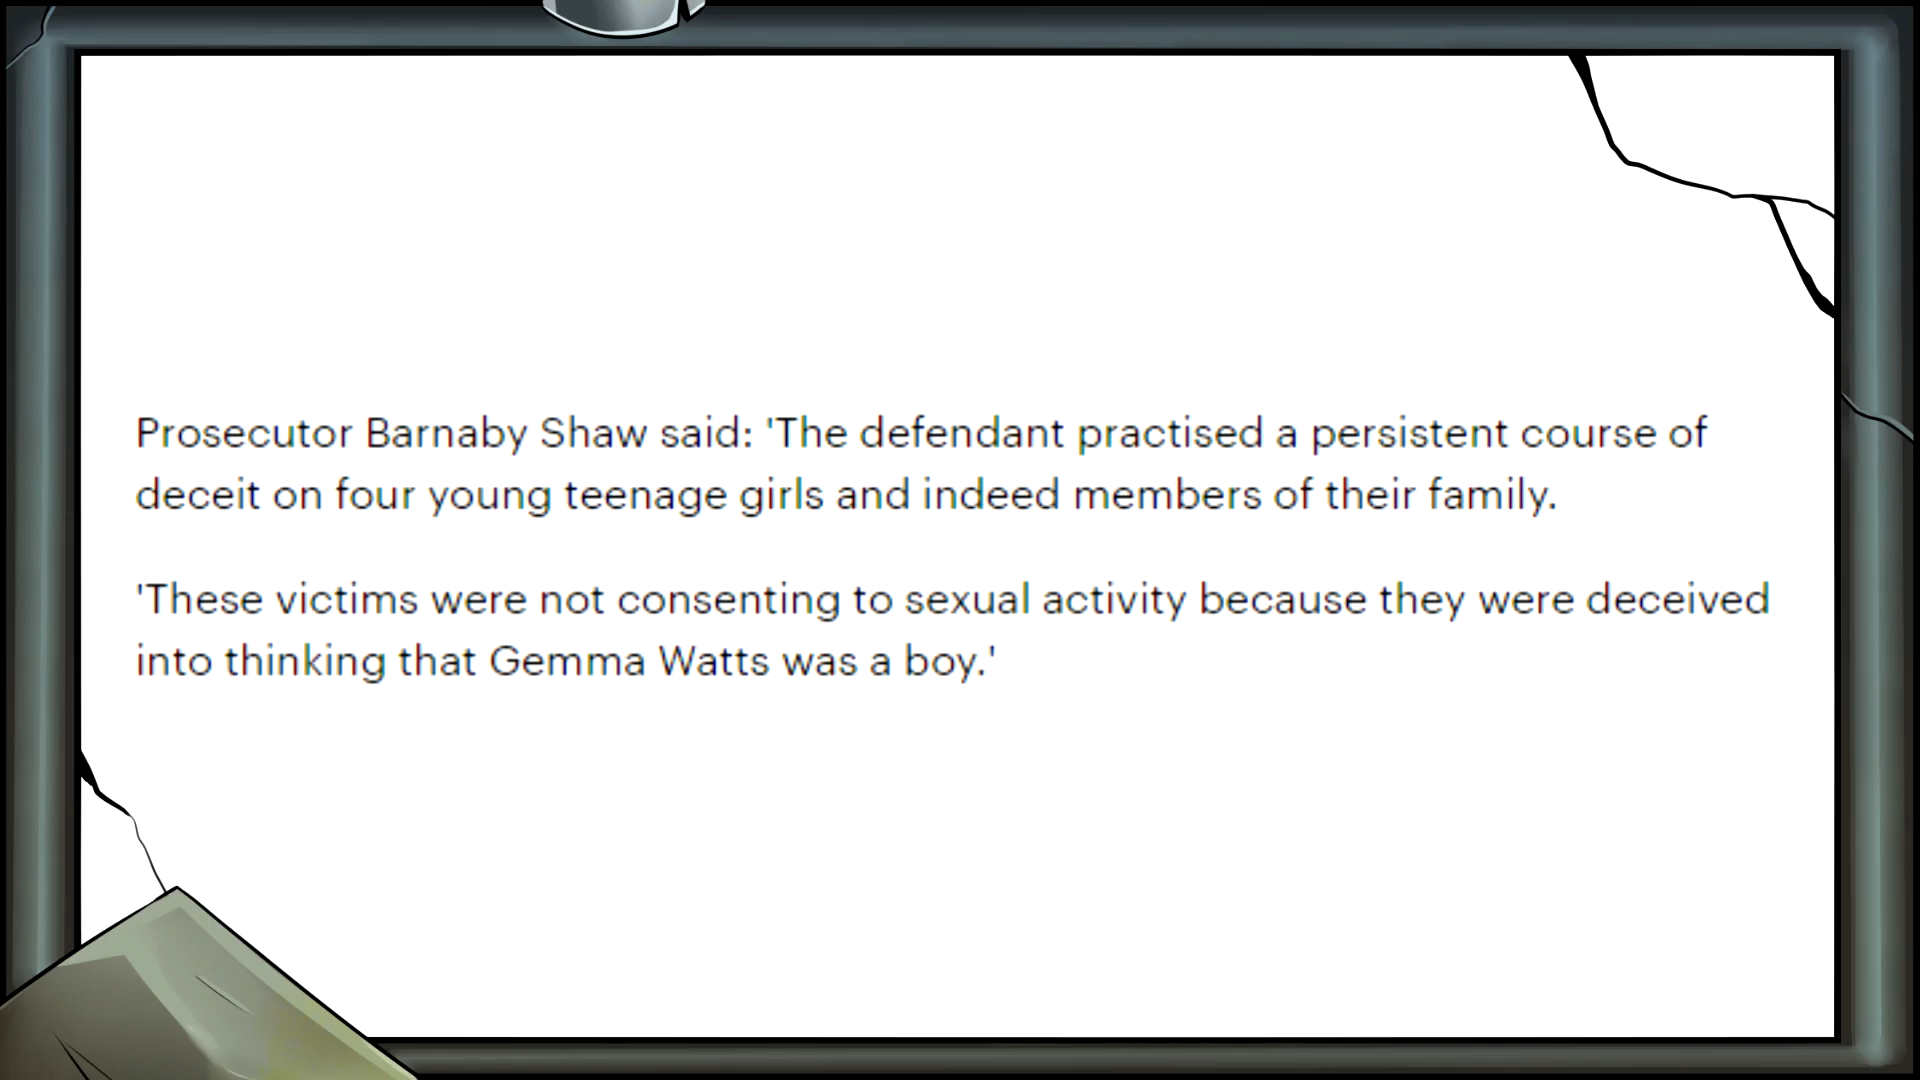 Prosecutor Barnaby Shaw said: 'The defendant practised a persistent course of
deceit on four young teenage girls and indeed members of their family.
'These victims were not consenting to sexual activity because they were deceived
into thinking that Gemma Watts was a boy.'